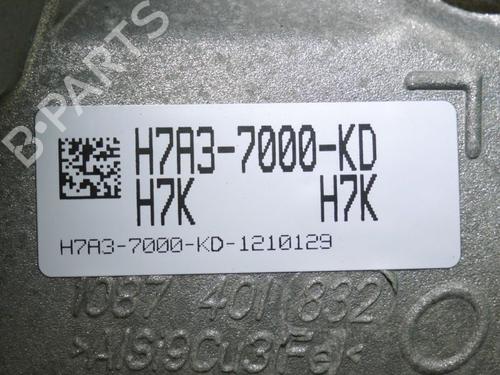 B-PARTS
H7A3-7000-KD
H7K H7K
H7A3-7000-KD-1210129
1087 401 832
>AlSi9Cu3(Fe)<